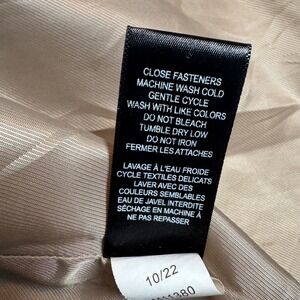 CLOSE FASTENERS
MACHINE WASH COLD
GENTLE CYCLE
WASH WITH LIKE COLORS
DO NOT BLEACH
TUMBLE DRY LOW
DO NOT IRON
FERMER LES ATTACHES
LAVAGE À L'EAU FROIDE
CYCLE TEXTILES DELICATS
LAVER AVEC DES
COULEURS SEMBLABLES
EAU DE JAVEL INTERDITE
SÉCHAGE EN MACHINE À
NE PAS REPASSER
10/22